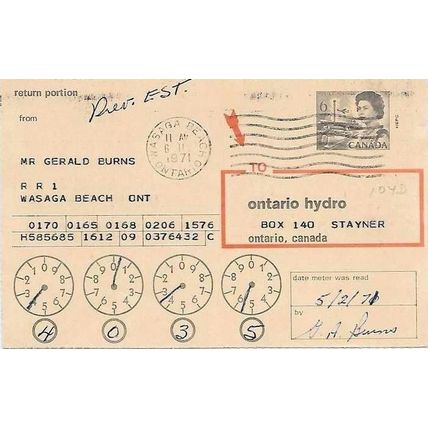 return portion
Prev. EST.
from
WASAGA BEACH
11 AM
6 II
1971
ONTARIO
6
CANADA
MR GERALD BURNS
R R 1
WASAGA BEACH ONT
TO
ontario hydro
BOX 140 STAYNER
ontario, canada
0170 0165 0168 0206 1576
H585685 1612 09 0376432 C
date meter was read
5/2/71
by
G. A. Burns
4 0 3 5